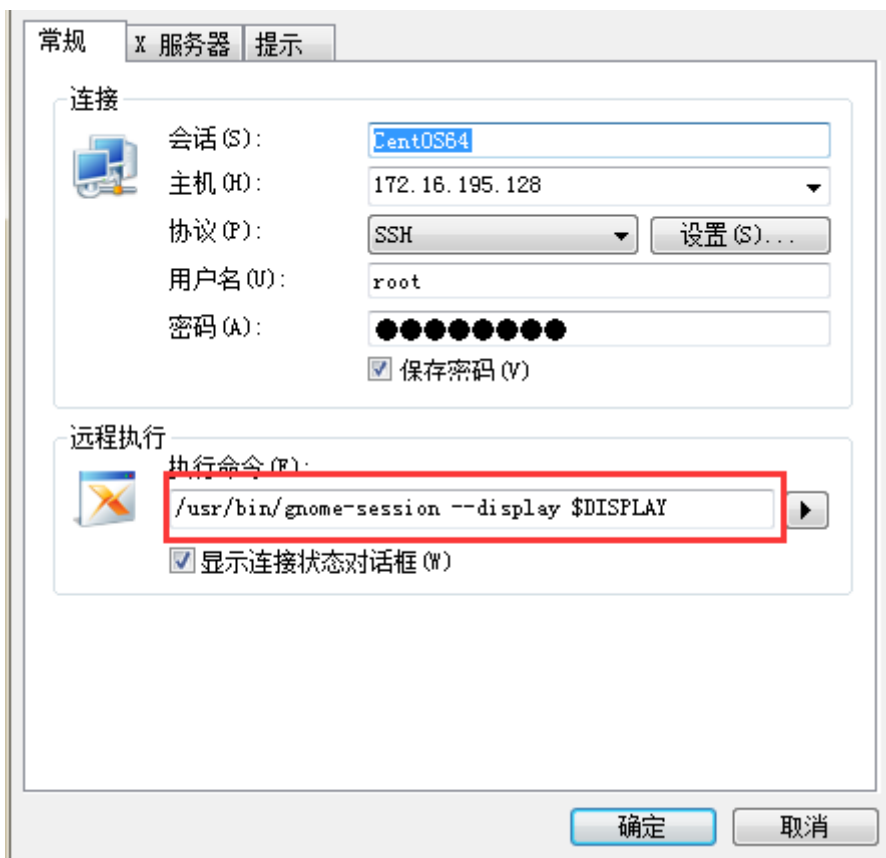 常规 X 服务器 提示
连接
会话(S): CentOS64
主机(H): 172.16.195.128
协议(P): SSH 设置(S)...
用户名(U): root
密码(A): ●●●●●●●●
保存密码(V)
远程执行
执行命令(E):
/usr/bin/gnome-session --display $DISPLAY
显示连接状态对话框(W)
确定 取消